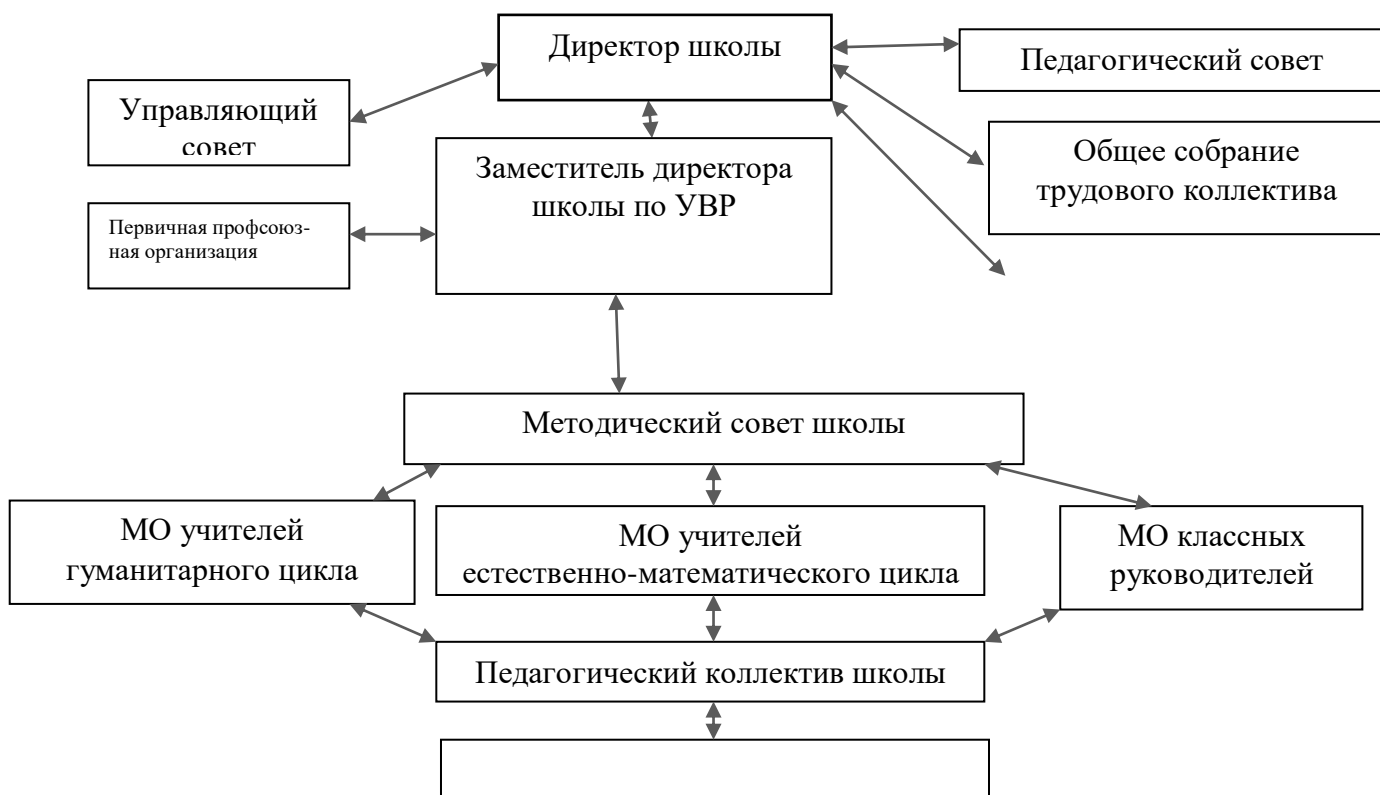 Директор школы
Педагогический совет
Управляющий
совет
Общее собрание
трудового коллектива
Заместитель директора
школы по УВР
Первичная профсоюз-
ная организация
Методический совет школы
МО учителей
гуманитарного цикла
МО учителей
естественно-математического цикла
МО классных
руководителей
Педагогический коллектив школы